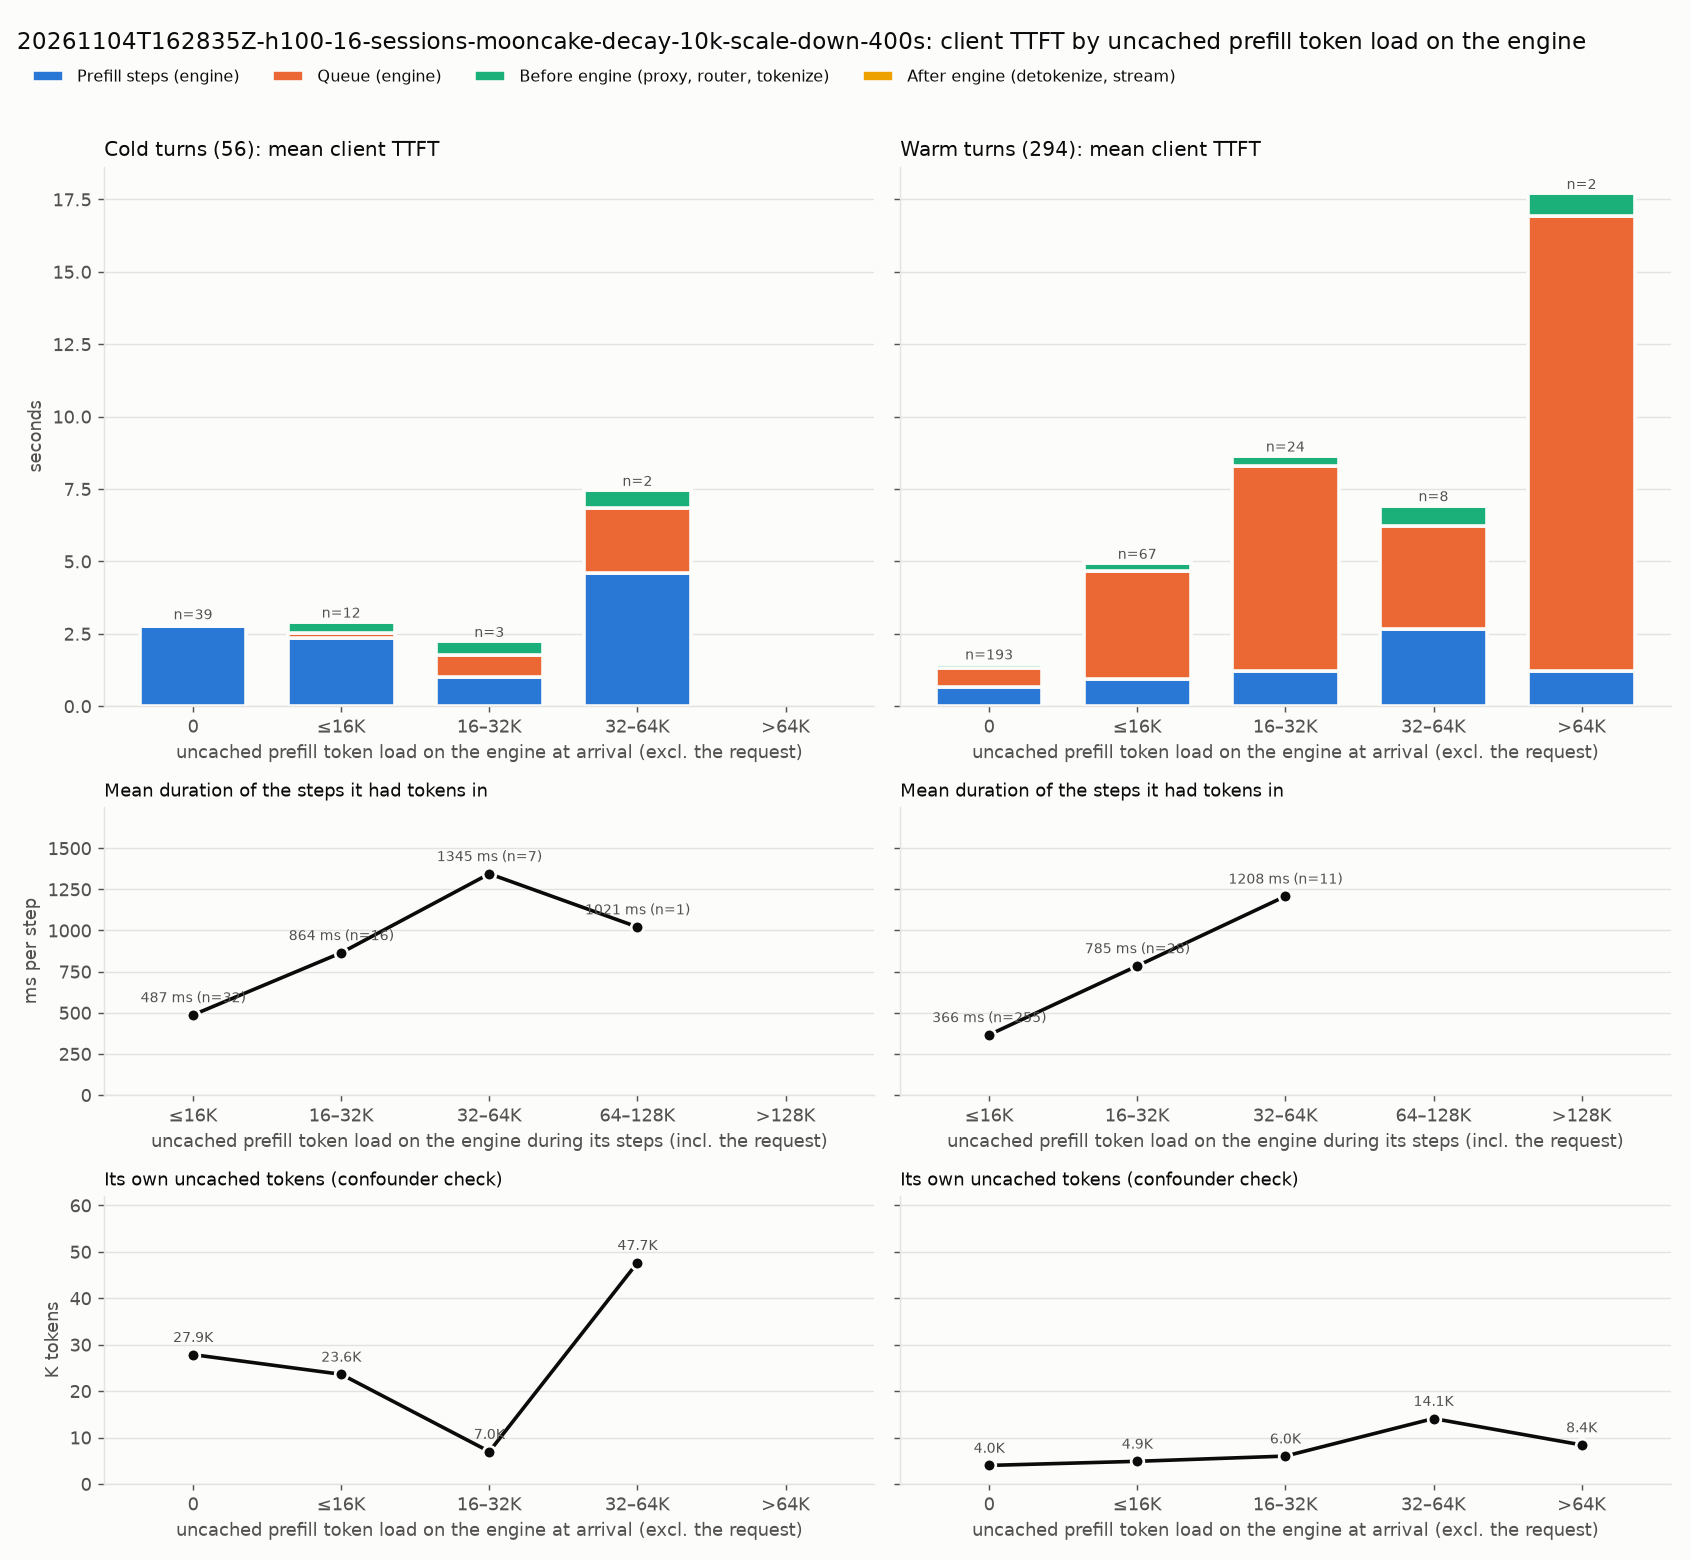 20261104T162835Z-h100-16-sessions-mooncake-decay-10k-scale-down-400s: client TTFT by uncached prefill token load on the engine
Prefill steps (engine)
Queue (engine)
Before engine (proxy, router, tokenize)
After engine (detokenize, stream)
Cold turns (56): mean client TTFT
seconds
17.5
15.0
12.5
10.0
7.5
5.0
2.5
0.0
n=39
n=12
n=3
n=2
0
≤16K
16–32K
32–64K
>64K
uncached prefill token load on the engine at arrival (excl. the request)
Warm turns (294): mean client TTFT
n=193
n=67
n=24
n=8
n=2
0
≤16K
16–32K
32–64K
>64K
uncached prefill token load on the engine at arrival (excl. the request)
Mean duration of the steps it had tokens in
ms per step
1500
1250
1000
750
500
250
0
487 ms (n=32)
864 ms (n=16)
1345 ms (n=7)
1021 ms (n=1)
≤16K
16–32K
32–64K
64–128K
>128K
uncached prefill token load on the engine during its steps (incl. the request)
Mean duration of the steps it had tokens in
366 ms (n=255)
785 ms (n=28)
1208 ms (n=11)
≤16K
16–32K
32–64K
64–128K
>128K
uncached prefill token load on the engine during its steps (incl. the request)
Its own uncached tokens (confounder check)
K tokens
60
50
40
30
20
10
0
27.9K
23.6K
7.0K
47.7K
0
≤16K
16–32K
32–64K
>64K
uncached prefill token load on the engine at arrival (excl. the request)
Its own uncached tokens (confounder check)
4.0K
4.9K
6.0K
14.1K
8.4K
0
≤16K
16–32K
32–64K
>64K
uncached prefill token load on the engine at arrival (excl. the request)